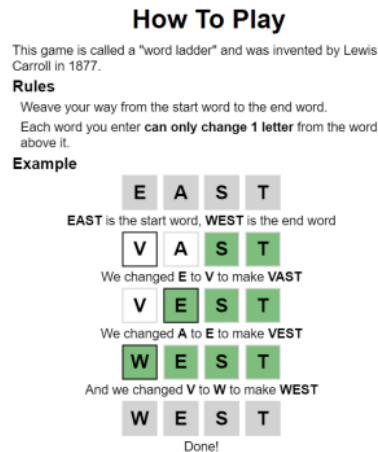 How To Play
This game is called a "word ladder" and was invented by Lewis
Carroll in 1877.
Rules
Weave your way from the start word to the end word.
Each word you enter can only change 1 letter from the word
above it.
Example
E A S T
EAST is the start word, WEST is the end word
V A S T
We changed E to V to make VAST
V E S T
We changed A to E to make VEST
W E S T
And we changed V to W to make WEST
W E S T
Done!